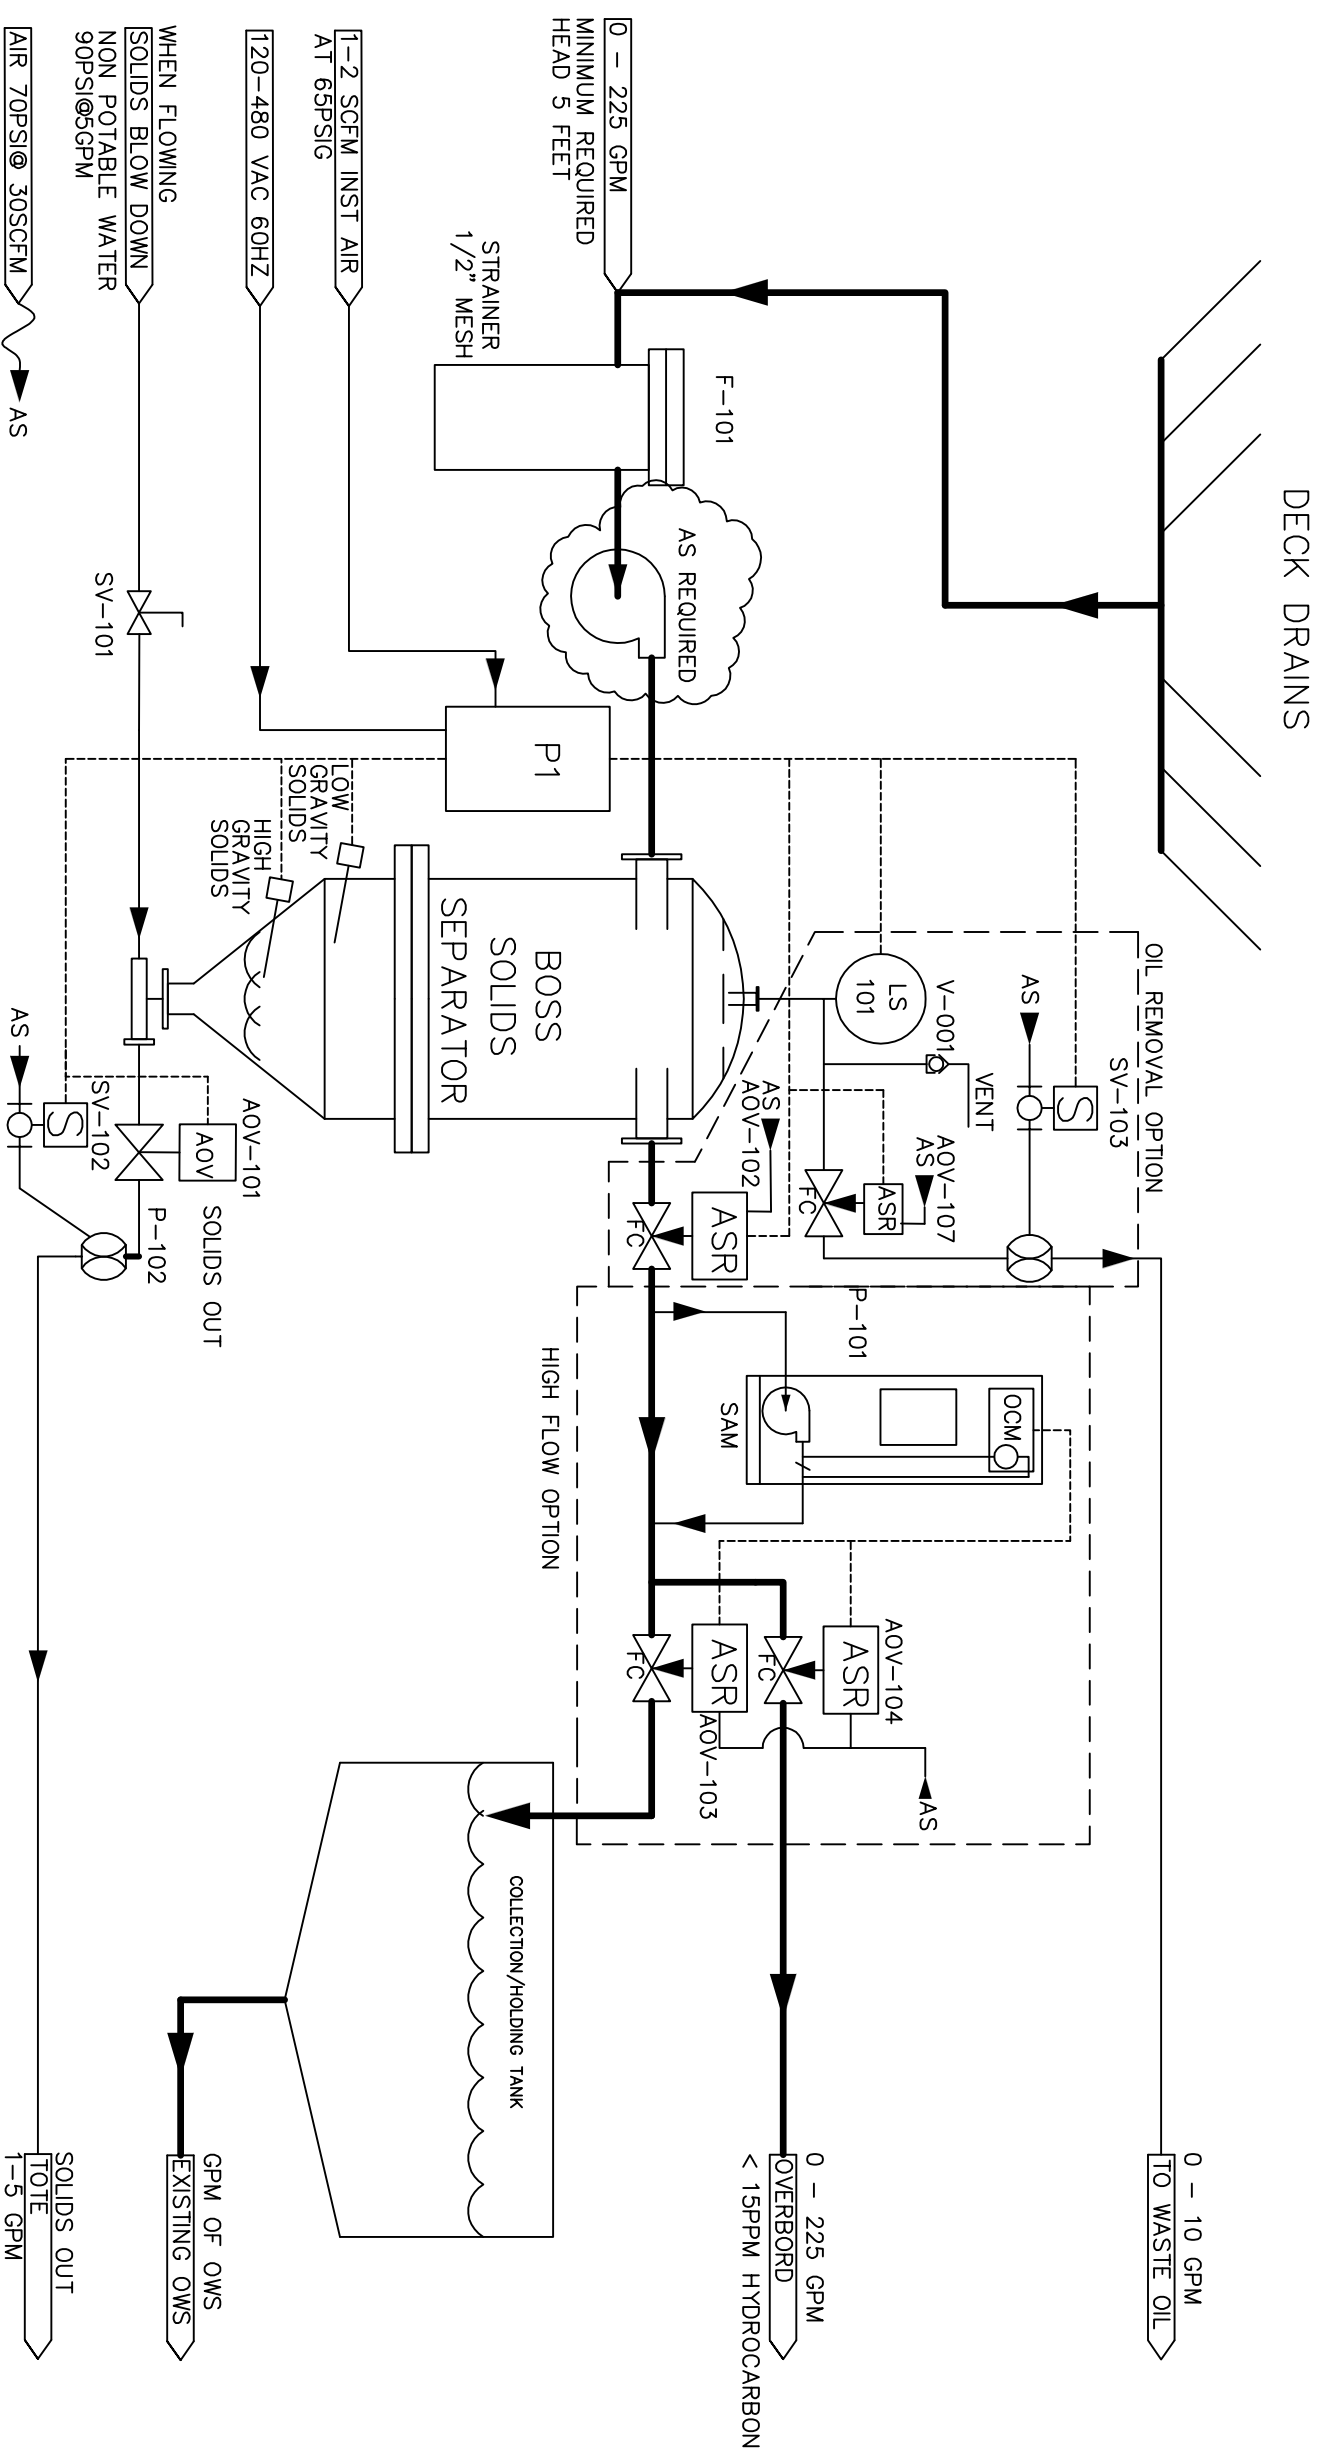 DECK DRAINS
0 - 225 GPM
MINIMUM REQUIRED
HEAD 5 FEET
STRAINER
1/2" MESH
F-101
AS REQUIRED
1-2 SCFM INST AIR
AT 65PSIG
120-480 VAC 60HZ
WHEN FLOWING
SOLIDS BLOW DOWN
NON POTABLE WATER
90PSI@5GPM
AIR 70PSI@ 30SCFM
AS
SV-101
P1
LOW
GRAVITY
SOLIDS
HIGH
GRAVITY
SOLIDS
BOSS
SOLIDS
SEPARATOR
OIL REMOVAL OPTION
LS
101
V-001
VENT
AS
SV-103
S
AOV-107
AS
ASR
FC
AS
AOV-102
ASR
FC
P-101
AS
SV-102
S
AOV-101
AOV
SOLIDS OUT
P-102
HIGH FLOW OPTION
SAM
OCM
AOV-104
ASR
FC
AOV-103
ASR
FC
AS
COLLECTION/HOLDING TANK
0 - 10 GPM
TO WASTE OIL
0 - 225 GPM
OVERBORD
< 15PPM HYDROCARBON
GPM OF OWS
EXISTING OWS
SOLIDS OUT
TOTE
1-5 GPM